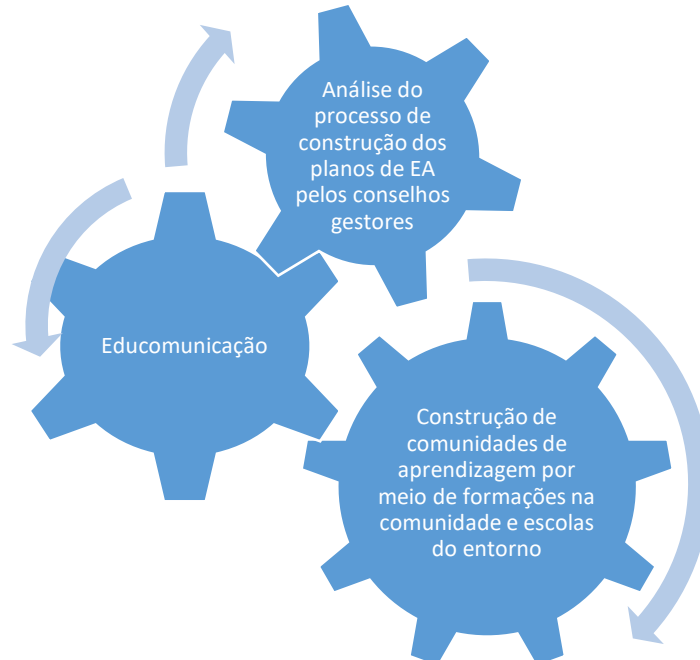 Análise do
processo de
construção dos
planos de EA
pelos conselhos
gestores
Educomunicação
Construção de
comunidades de
aprendizagem por
meio de formações na
comunidade e escolas
do entorno